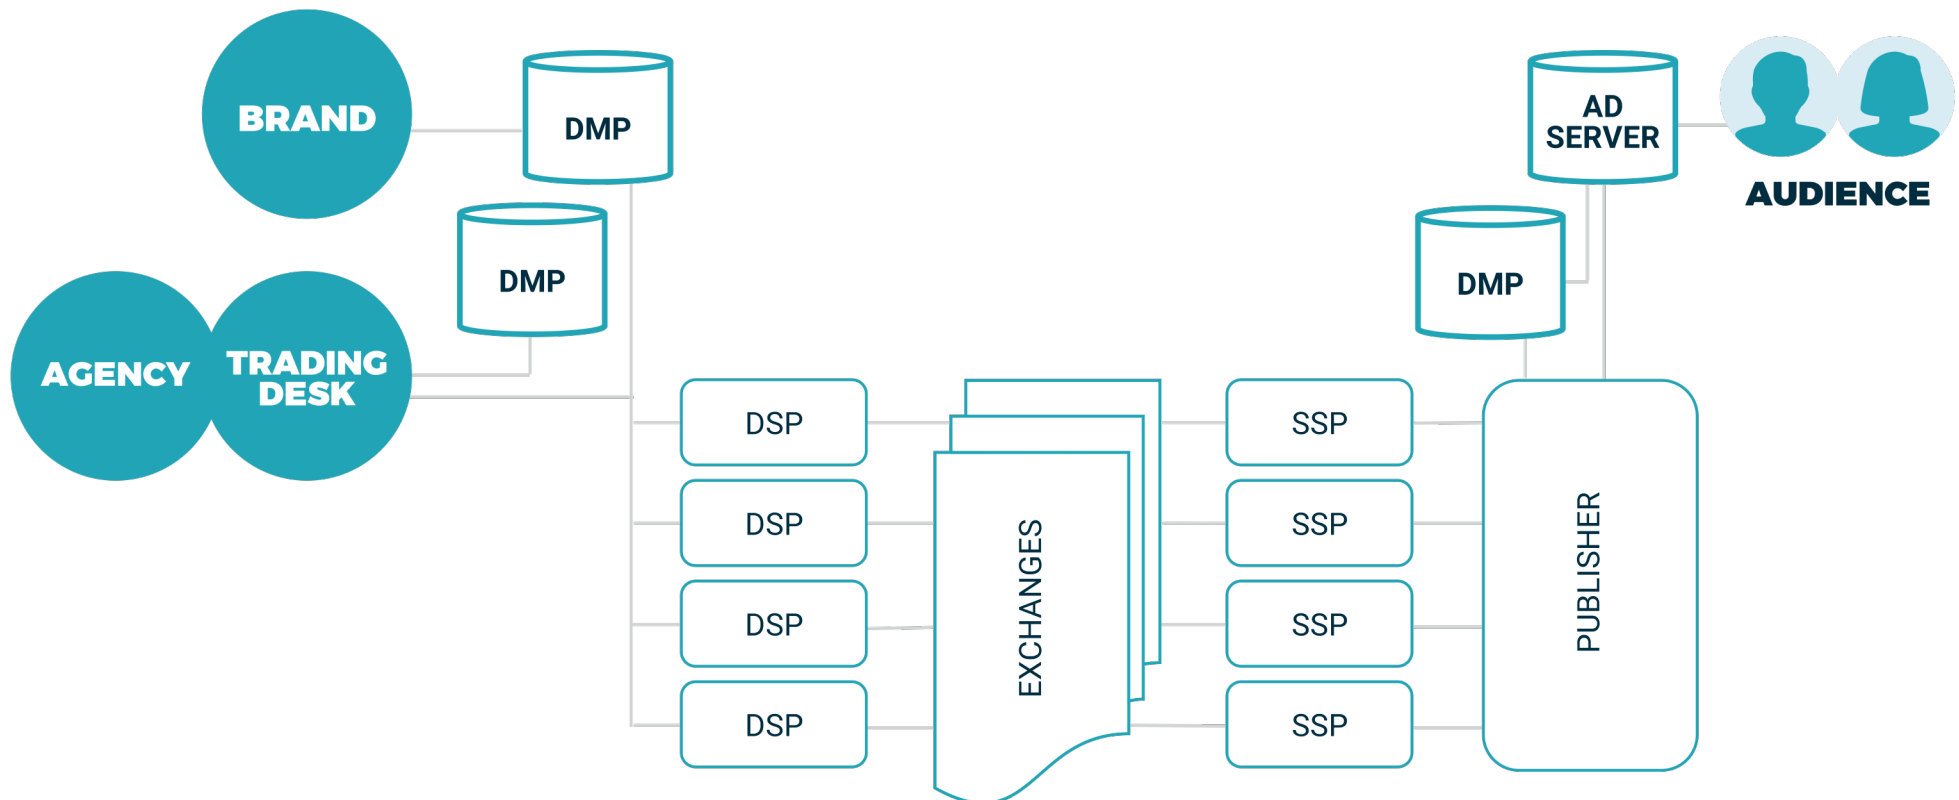 BRAND
DMP
DMP
AGENCY
TRADING
DESK
DSP
DSP
DSP
DSP
EXCHANGES
SSP
SSP
SSP
SSP
PUBLISHER
DMP
AD
SERVER
AUDIENCE